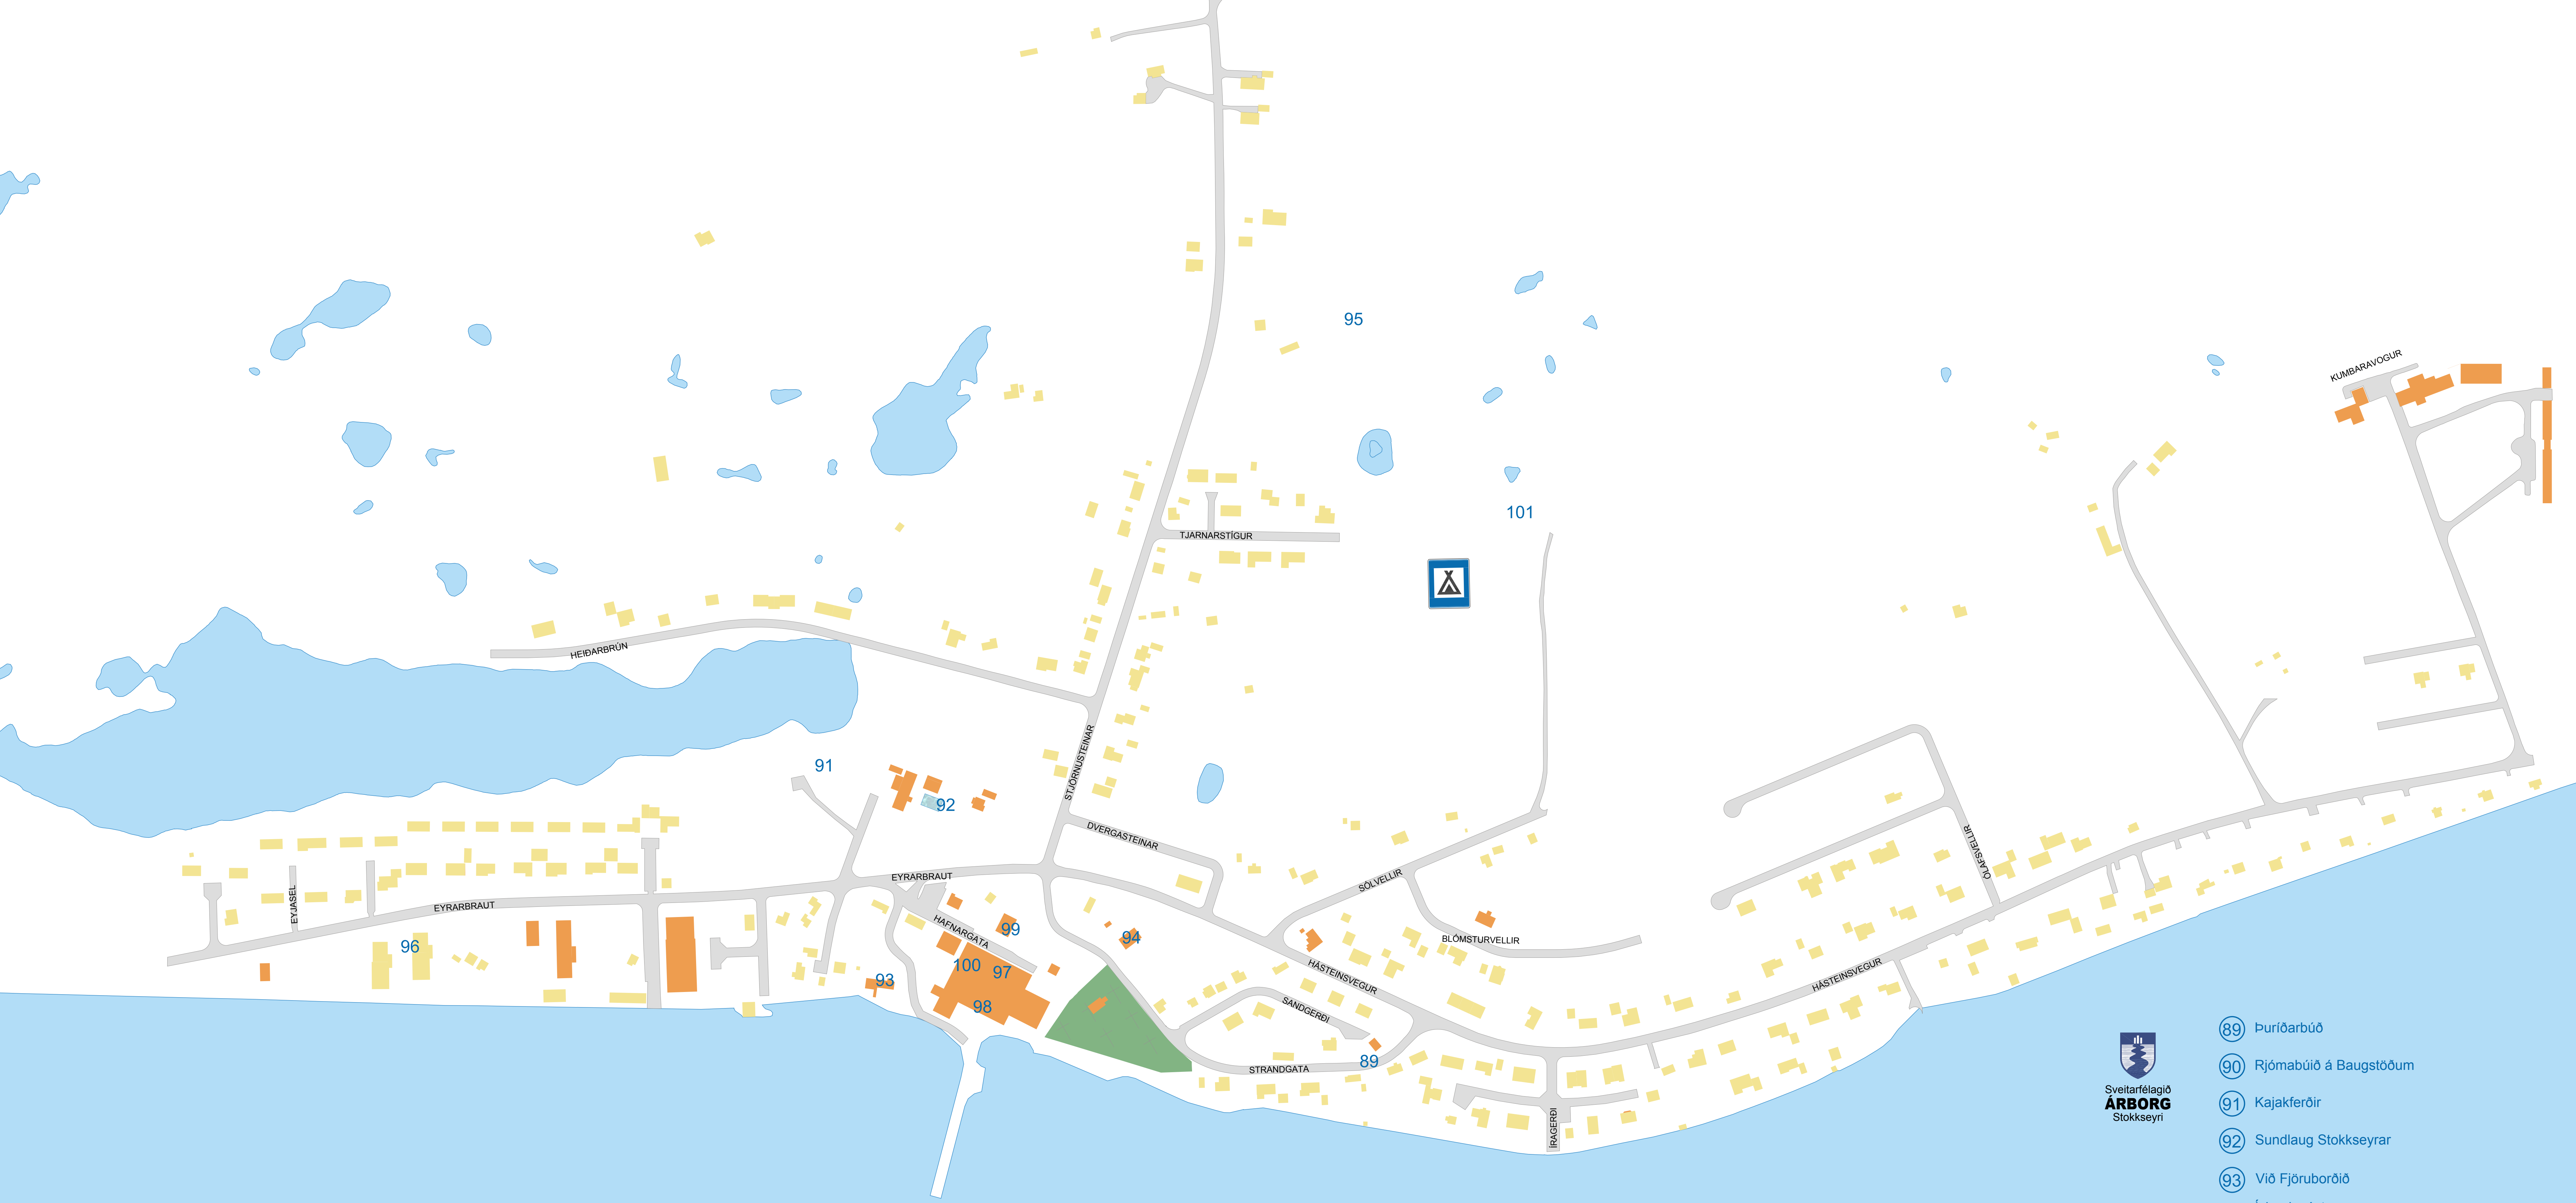 95
KUMBARAVOGUR
101
TJARNARSTÍGUR
HEIÐARBRÚN
STJÖRNUSTEINAR
91
92
DVERGASTEINAR
ÓLAFSVELLIR
EYRARBRAUT
SÓLVELLIR
EYJASEL
EYRARBRAUT
HAFNARGATA
99
94
BLÓMSTURVELLIR
96
100
97
HÁSTEINSVEGUR
HÁSTEINSVEGUR
93
98
SANDGERÐI
89
STRANDGATA
ÍRAGERÐI
Sveitarfélagið
ÁRBORG
Stokkseyri
89 Þuríðarbúð
90 Rjómabúið á Baugstöðum
91 Kajakferðir
92 Sundlaug Stokkseyrar
93 Við Fjöruborðið